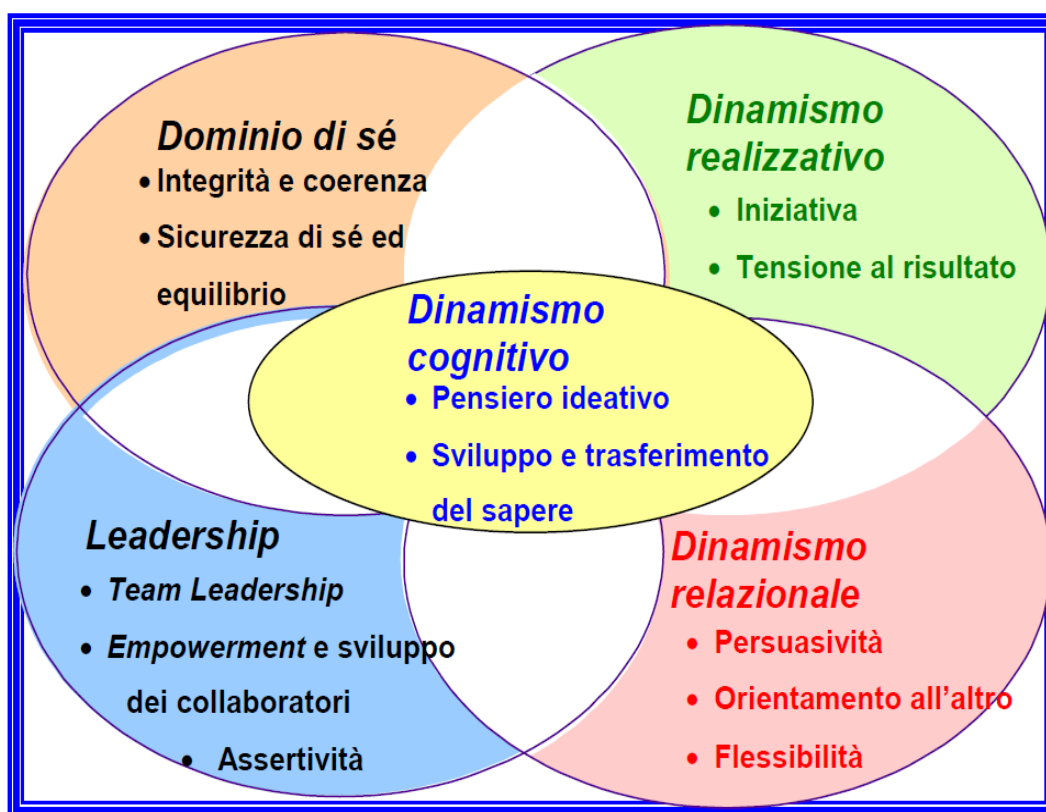 Dominio di sé
• Integrità e coerenza
• Sicurezza di sé ed
equilibrio
Dinamismo
realizzativo
• Iniziativa
• Tensione al risultato
Dinamismo
cognitivo
• Pensiero ideativo
• Sviluppo e trasferimento
del sapere
Leadership
• Team Leadership
• Empowerment e sviluppo
dei collaboratori
• Assertività
Dinamismo
relazionale
• Persuasività
• Orientamento all'altro
• Flessibilità